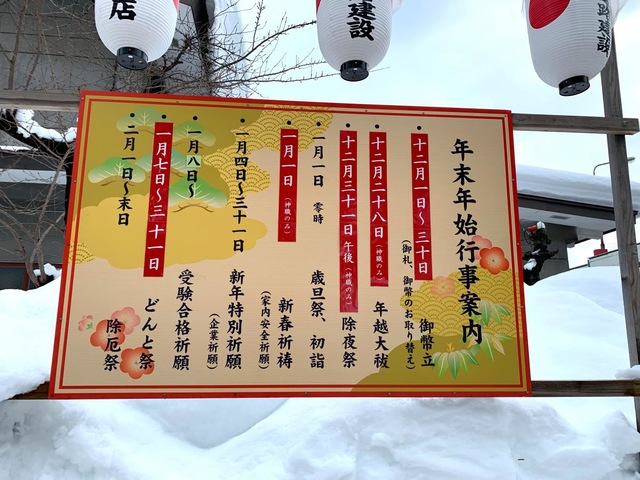 店
建設
建設
年末年始行事案内
十二月一日～三十日 御幣立
(御札、御幣のお取り替え)
十二月二十八日(神職のみ) 年越大祓
十二月三十一日 午後(神職のみ) 除夜祭
一月一日 零時 歳旦祭、初詣
一月一日(神職のみ) 新春祈祷
(家内安全祈願)
一月四日～三十一日 新年特別祈願
(企業祈願)
一月八日～ 受験合格祈願
一月七日～三十一日 どんと祭
二月一日～末日 除厄祭